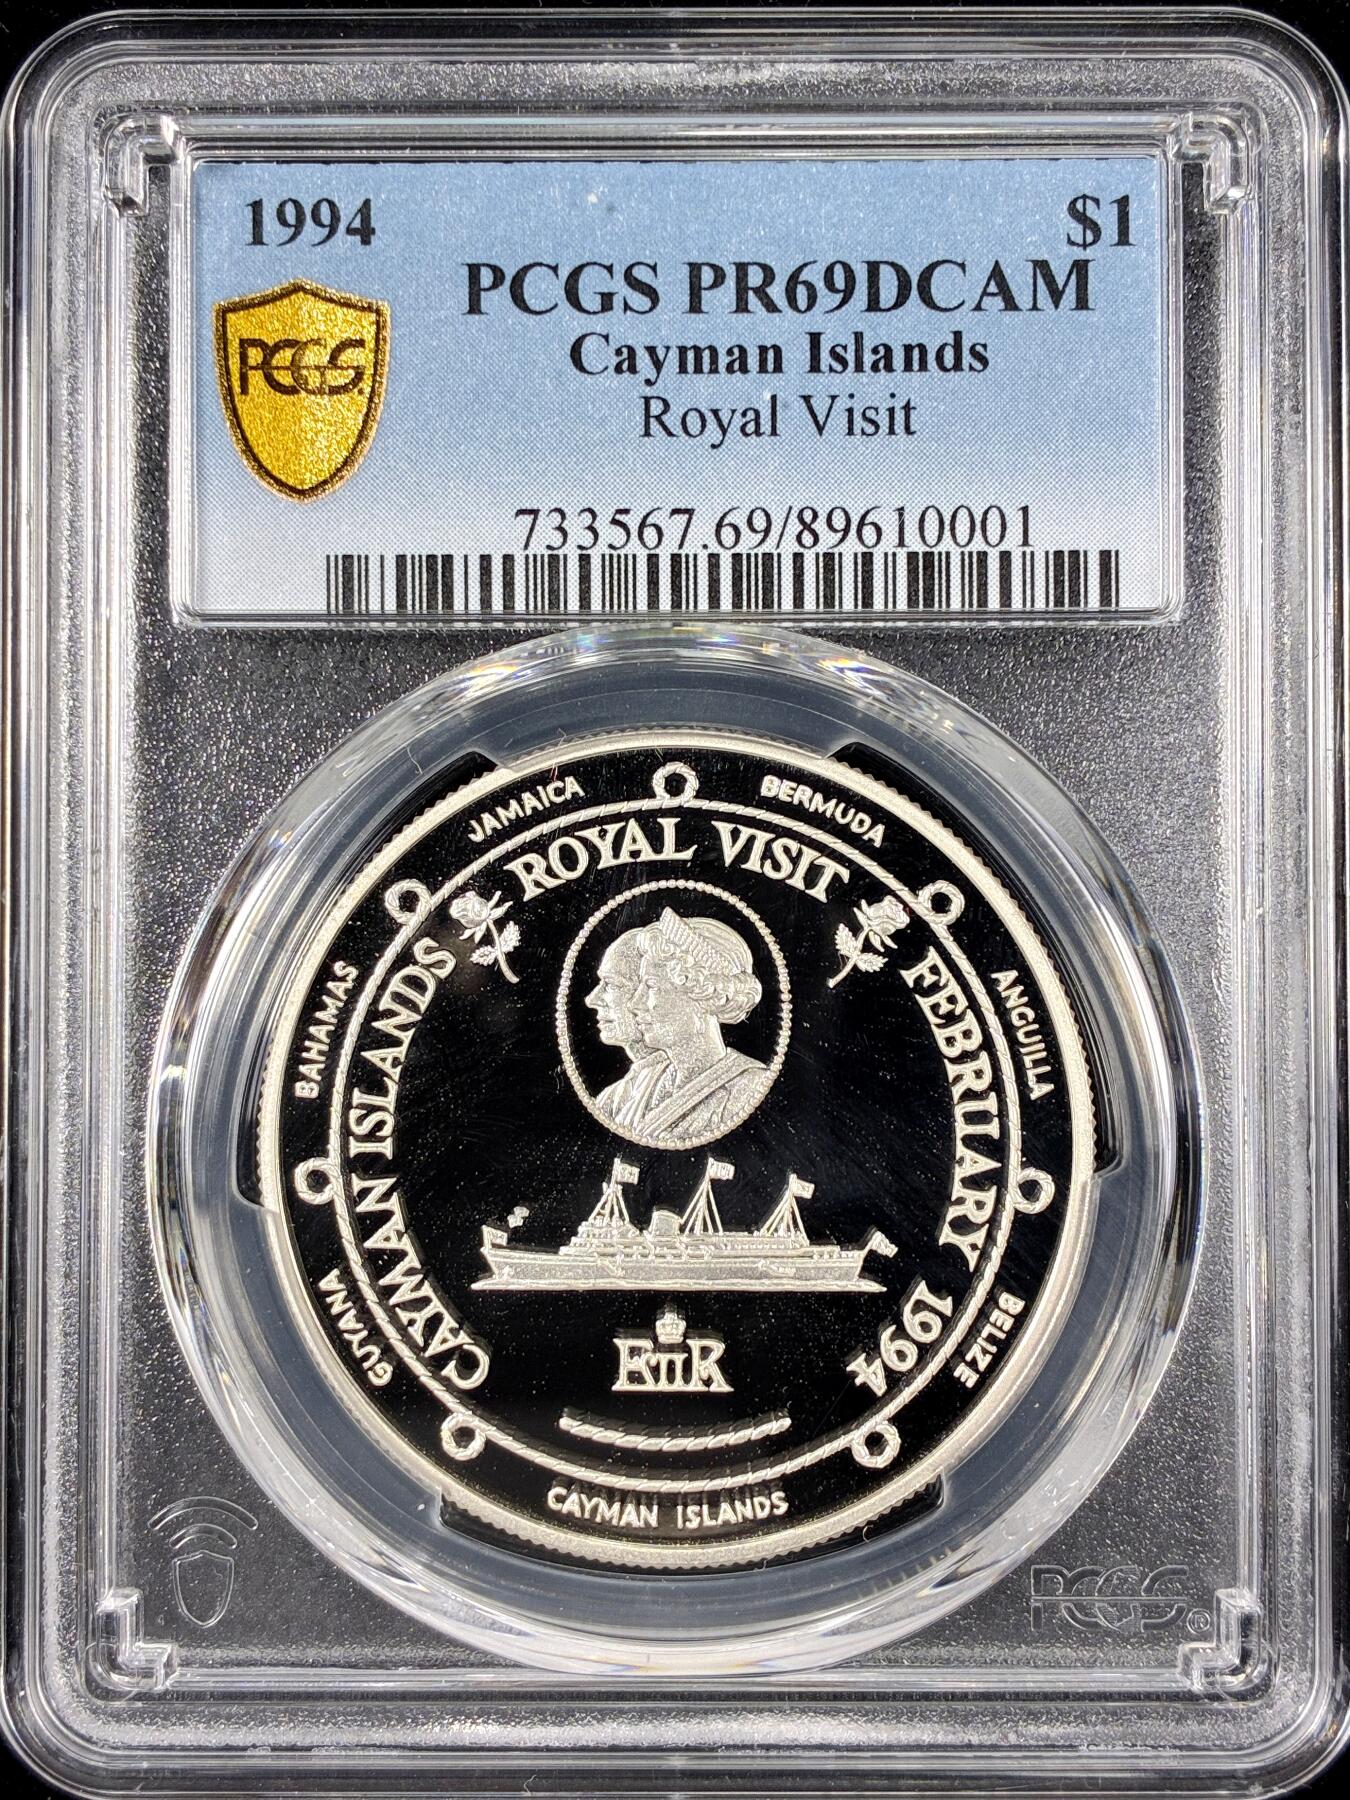 1994 $1
PCGS PR69DCAM
PCGS
Cayman Islands
Royal Visit
733567.69/89610001
GUYANA BAHAMAS JAMAICA BERMUDA ANGUILLA BELIZE
CAYMAN ISLANDS ROYAL VISIT FEBRUARY 1994
EIIR
CAYMAN ISLANDS
PCGS®